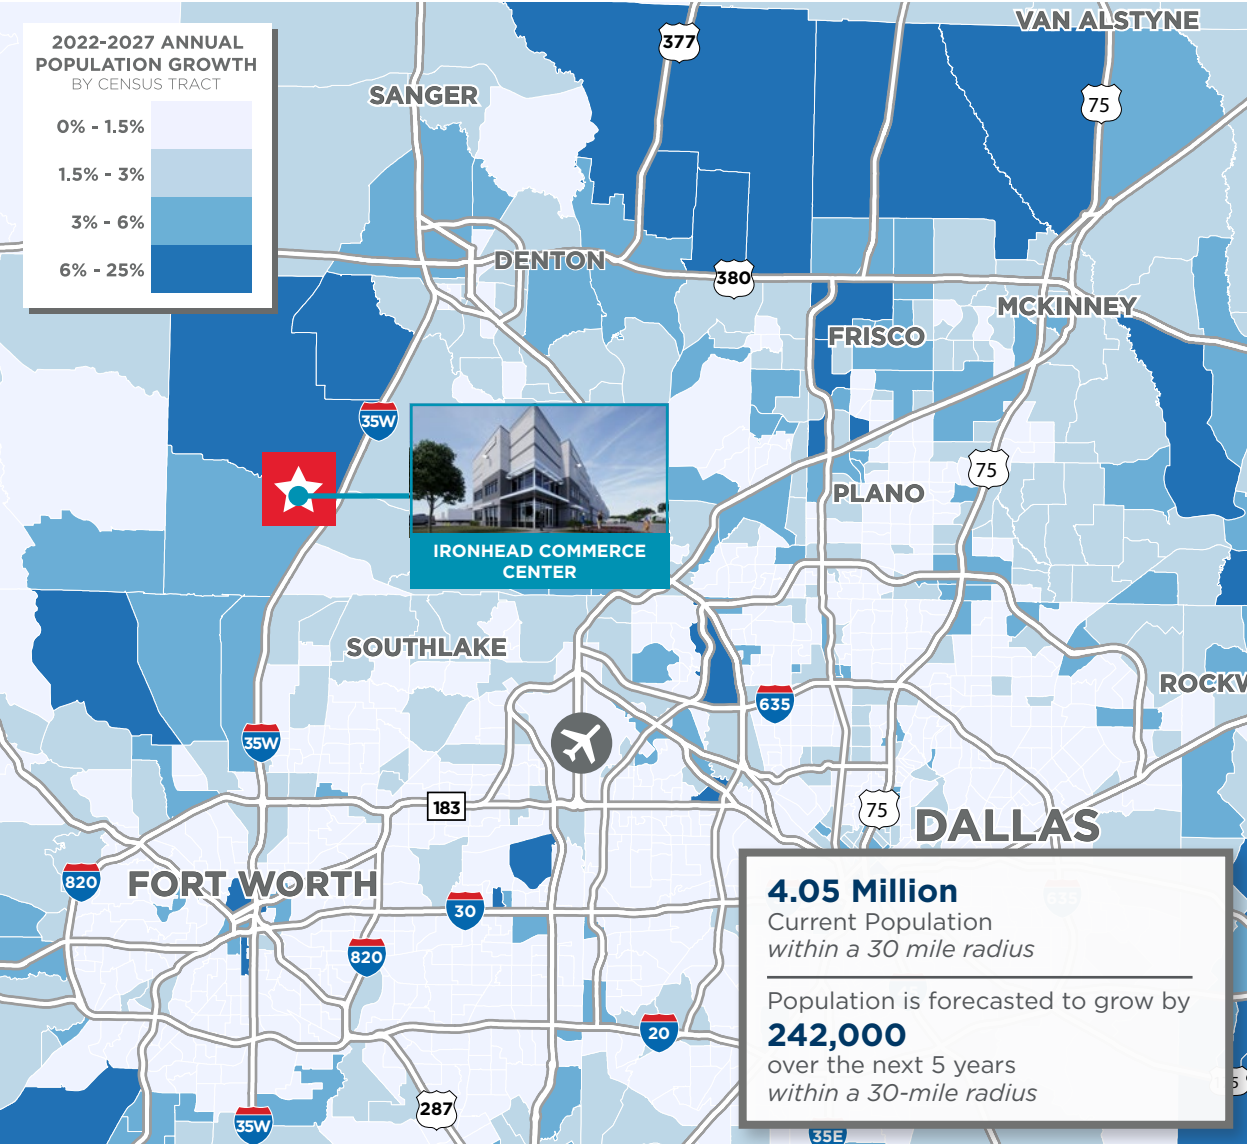 2022-2027 ANNUAL
POPULATION GROWTH
BY CENSUS TRACT
0% - 1.5%
1.5% - 3%
3% - 6%
6% - 25%
VAN ALSTYNE
377
75
SANGER
DENTON
380
MCKINNEY
FRISCO
35W
75
PLANO
IRONHEAD COMMERCE
CENTER
SOUTHLAKE
635
35W
183
75
DALLAS
820
FORT WORTH
30
820
20
287
35W
35E
635
4.05 Million
Current Population
within a 30 mile radius
Population is forecasted to grow by
242,000
over the next 5 years
within a 30-mile radius